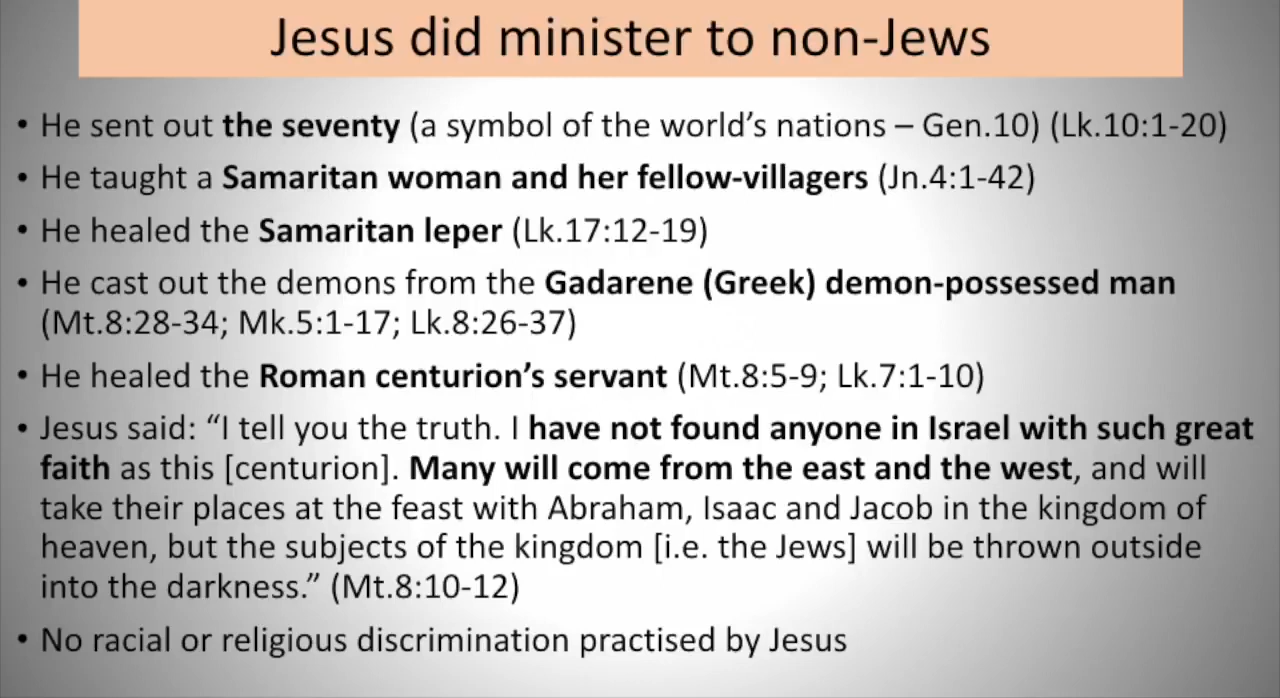 Jesus did minister to non-Jews
• He sent out the seventy (a symbol of the world's nations – Gen.10) (Lk.10:1-20)
• He taught a Samaritan woman and her fellow-villagers (Jn.4:1-42)
• He healed the Samaritan leper (Lk.17:12-19)
• He cast out the demons from the Gadarene (Greek) demon-possessed man
(Mt.8:28-34; Mk.5:1-17; Lk.8:26-37)
• He healed the Roman centurion's servant (Mt.8:5-9; Lk.7:1-10)
• Jesus said: “I tell you the truth. I have not found anyone in Israel with such great
faith as this [centurion]. Many will come from the east and the west, and will
take their places at the feast with Abraham, Isaac and Jacob in the kingdom of
heaven, but the subjects of the kingdom [i.e. the Jews] will be thrown outside
into the darkness.” (Mt.8:10-12)
• No racial or religious discrimination practised by Jesus